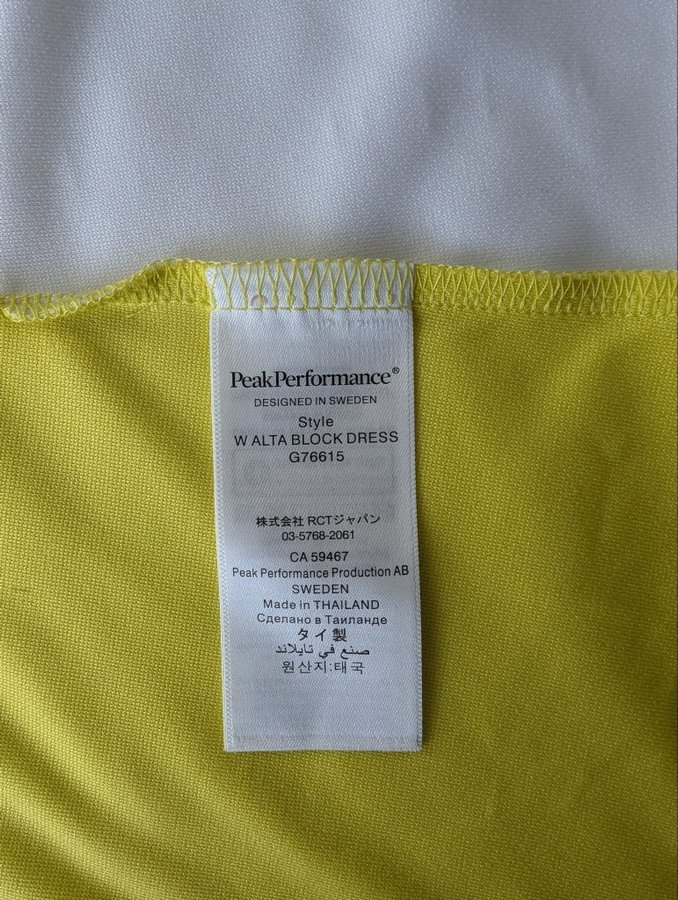 PeakPerformance®
DESIGNED IN SWEDEN
Style
W ALTA BLOCK DRESS
G76615
株式会社 RCTジャパン
03-5768-2061
CA 59467
Peak Performance Production AB
SWEDEN
Made in THAILAND
Сделано в Таиланде
タイ製
صنع في تايلاند
원산지:태국